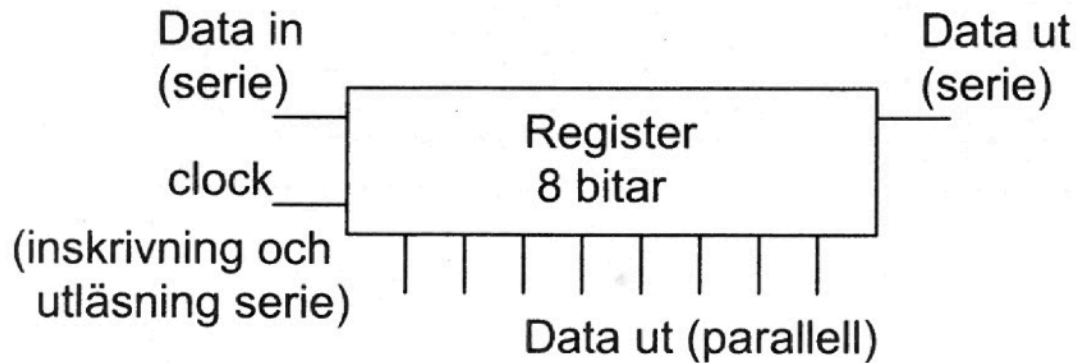 Data in
(serie)
Data ut
(serie)
Register
8 bitar
clock
(inskrivning och
utläsning serie)
Data ut (parallell)